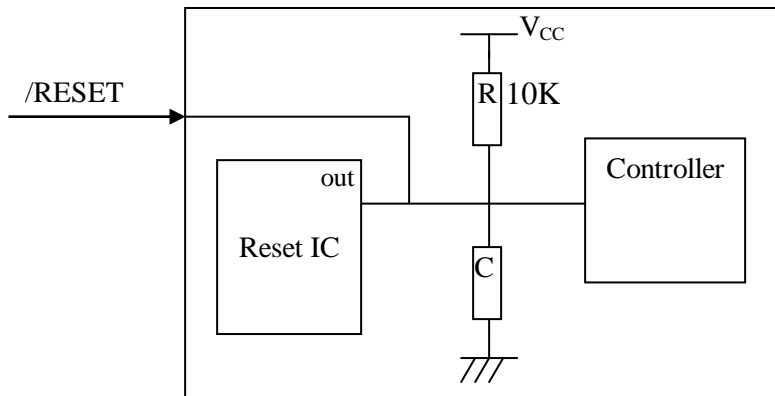 V_CC
/RESET
R 10K
out
Controller
Reset IC
C